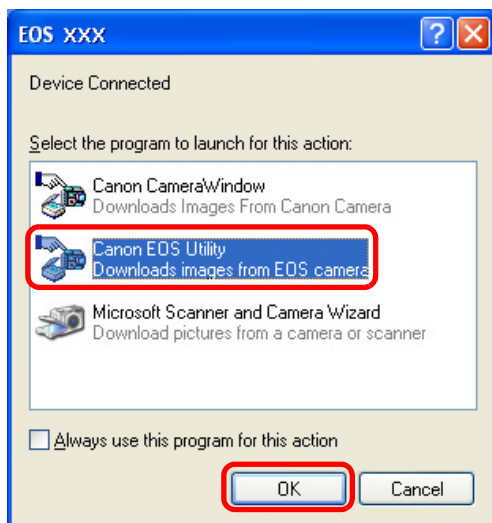 EOS XXX
Device Connected
Select the program to launch for this action:
Canon CameraWindow
Downloads Images From Canon Camera
Canon EOS Utility
Downloads images from EOS camera
Microsoft Scanner and Camera Wizard
Download pictures from a camera or scanner
Always use this program for this action
OK
Cancel